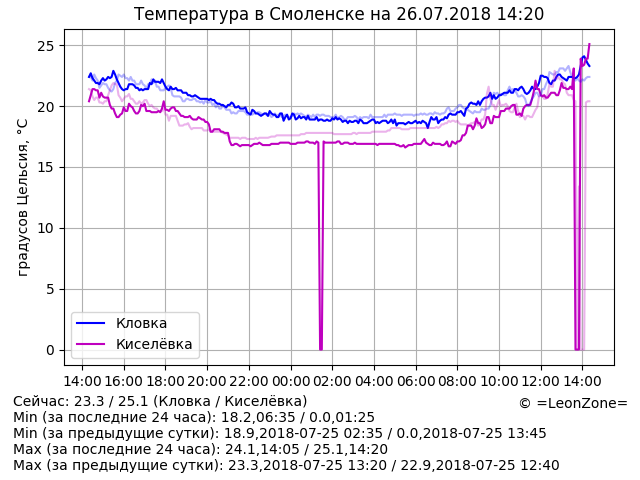 Температура в Смоленске на 26.07.2018 14:20
градусов Цельсия, °С
25
20
15
10
5
0
Кловка
Киселёвка
14:00 16:00 18:00 20:00 22:00 00:00 02:00 04:00 06:00 08:00 10:00 12:00 14:00
Сейчас: 23.3 / 25.1 (Кловка / Киселёвка)
© =LeonZone=
Min (за последние 24 часа): 18.2,06:35 / 0.0,01:25
Min (за предыдущие сутки): 18.9,2018-07-25 02:35 / 0.0,2018-07-25 13:45
Max (за последние 24 часа): 24.1,14:05 / 25.1,14:20
Max (за предыдущие сутки): 23.3,2018-07-25 13:20 / 22.9,2018-07-25 12:40